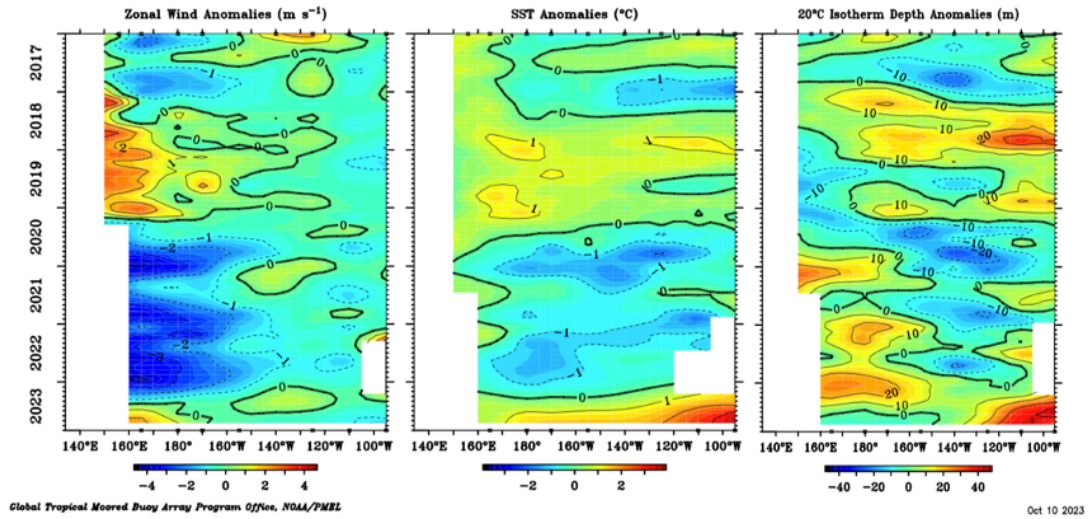 Zonal Wind Anomalies (m s⁻¹)
SST Anomalies (°C)
20°C Isotherm Depth Anomalies (m)
2017
2018
2019
2020
2021
2022
2023
140°E 160°E 180° 160°W 140°W 120°W 100°W
140°E 160°E 180° 160°W 140°W 120°W 100°W
140°E 160°E 180° 160°W 140°W 120°W 100°W
-4 -2 0 2 4
-2 0 2
-40 -20 0 20 40
Global Tropical Moored Buoy Array Program Office, NOAA/PMEL
Oct 10 2023